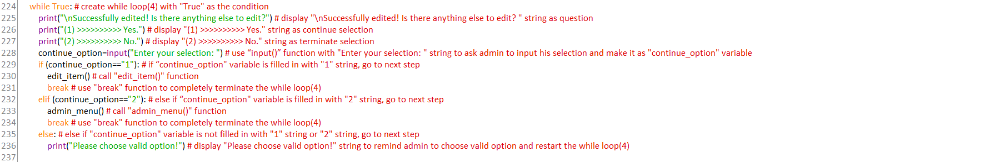 224 while True: # create while loop(4) with "True" as the condition
225 print("\nSuccessfully edited! Is there anything else to edit?") # display "\nSuccessfully edited! Is there anything else to edit? " string as question
226 print("(1) >>>>>>>>>> Yes.") # display "(1) >>>>>>>>>> Yes." string as continue selection
227 print("(2) >>>>>>>>>> No.") # display "(2) >>>>>>>>>> No." string as terminate selection
228 continue_option=input("Enter your selection: ") # use “input()” function with "Enter your selection: " string to ask admin to input his selection and make it as "continue_option" variable
229 if (continue_option=="1"): # if “continue_option" variable is filled in with "1" string, go to next step
230 edit_item() # call "edit_item()" function
231 break # use "break" function to completely terminate the while loop(4)
232 elif (continue_option=="2"): # else if “continue_option" variable is filled in with "2" string, go to next step
233 admin_menu() # call "admin_menu()" function
234 break # use "break" function to completely terminate the while loop(4)
235 else: # else if "continue_option" variable is not filled in with "1" string or "2" string, go to next step
236 print("Please choose valid option!") # display "Please choose valid option!" string to remind admin to choose valid option and restart the while loop(4)
237